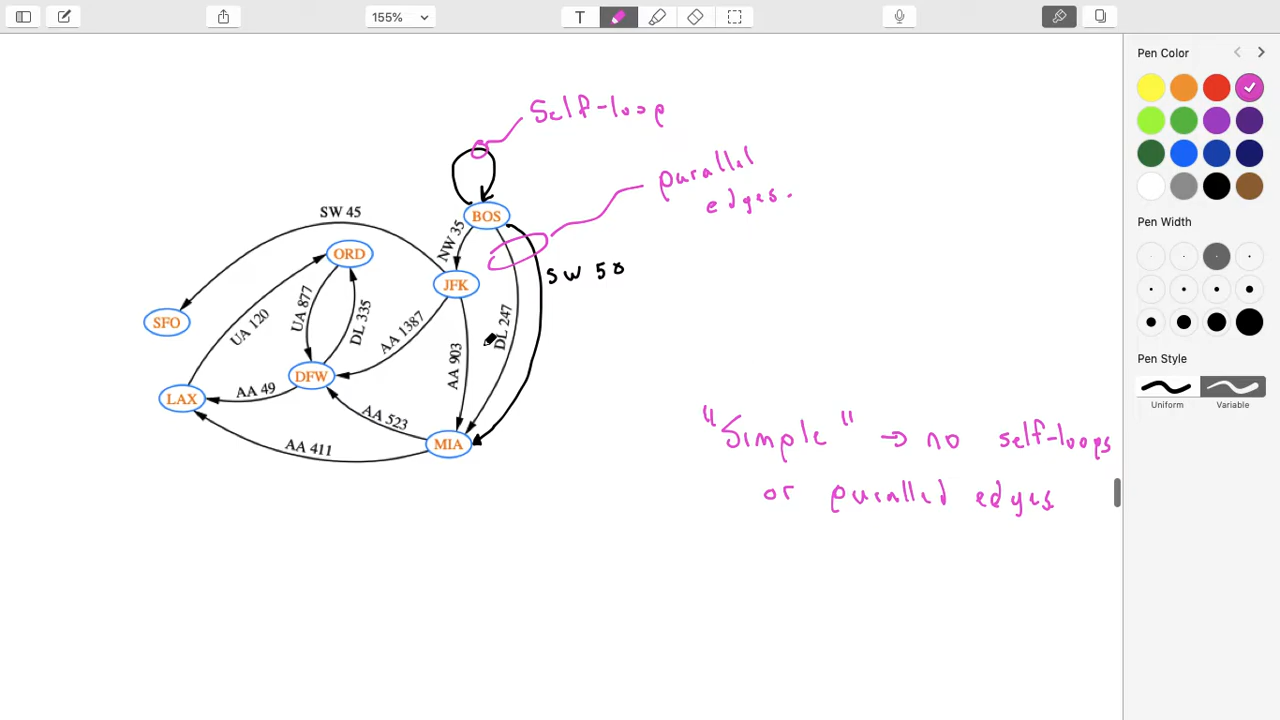 155%
T
Pen Color
Self-loop
parallel
edges.
SW 45
BOS
NW 35
ORD
SW 50
JFK
SFO
UA 120
UA 877
DL 335
AA 1387
DL 247
AA 903
DFW
LAX
AA 49
AA 523
MIA
AA 411
"Simple" → no self-loops
or parallel edges
Pen Width
Pen Style
Uniform
Variable